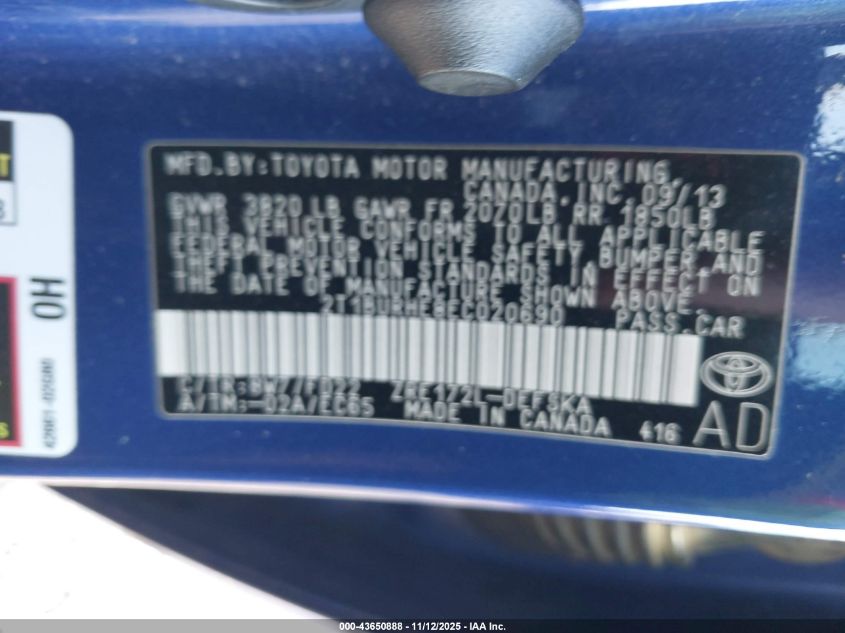 MFD.BY:TOYOTA MOTOR MANUFACTURING,
CANADA,INC.09/13
GVWR 3820 LB GAWR FR 2070LB RR 1850LB
THIS VEHICLE CONFORMS TO ALL APPLICABLE
FEDERAL MOTOR VEHICLE SAFETY, BUMPER AND
THEFT PREVENTION STANDARDS IN EFFECT ON
THE DATE OF MANUFACTURE SHOWN ABOVE.
2T1BURHE8EC020690 PASS.CAR
C/TR:8W7/FD22 ZRE172L-DEFSKA
A/TM:-02A/EC65 MADE IN CANADA 416
AD
HO
000-43650888 - 11/12/2025 - IAA Inc.